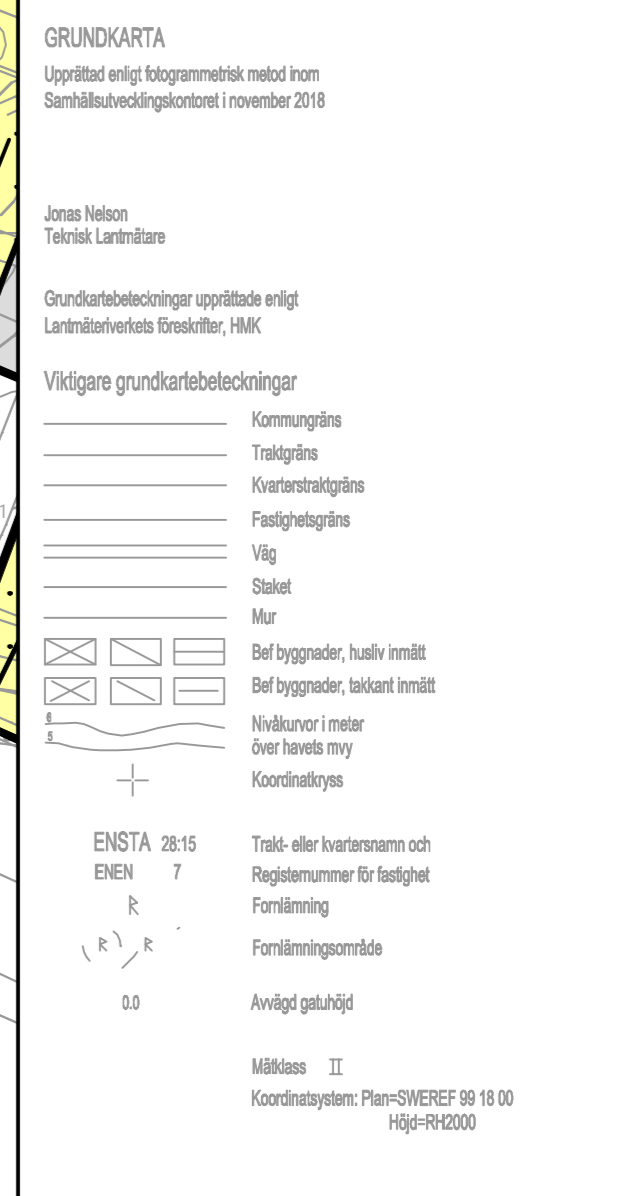 GRUNDKARTA
Upprättad enligt fotogrammetrisk metod inom
Samhällsutvecklingskontoret i november 2018
Jonas Nelson
Teknisk Lantmätare
Grundkartebeteckningar upprättade enligt
Lantmäteriverkets föreskrifter, HMK
Viktigare grundkartebeteckningar
Kommungräns
Traktgräns
Kvarterstraktgräns
Fastighetsgräns
Väg
Staket
Mur
Bef byggnader, husliv inmätt
Bef byggnader, takkant inmätt
6 Nivåkurvor i meter
5 över havets mvy
Koordinatkryss
ENSTA 28:15 Trakt- eller kvartersnamn och
ENEN 7 Registernummer för fastighet
R Fornlämning
R R Fornlämningsområde
0.0 Avvägd gatuhöjd
Mätklass II
Koordinatsystem: Plan=SWEREF 99 18 00
Höjd=RH2000